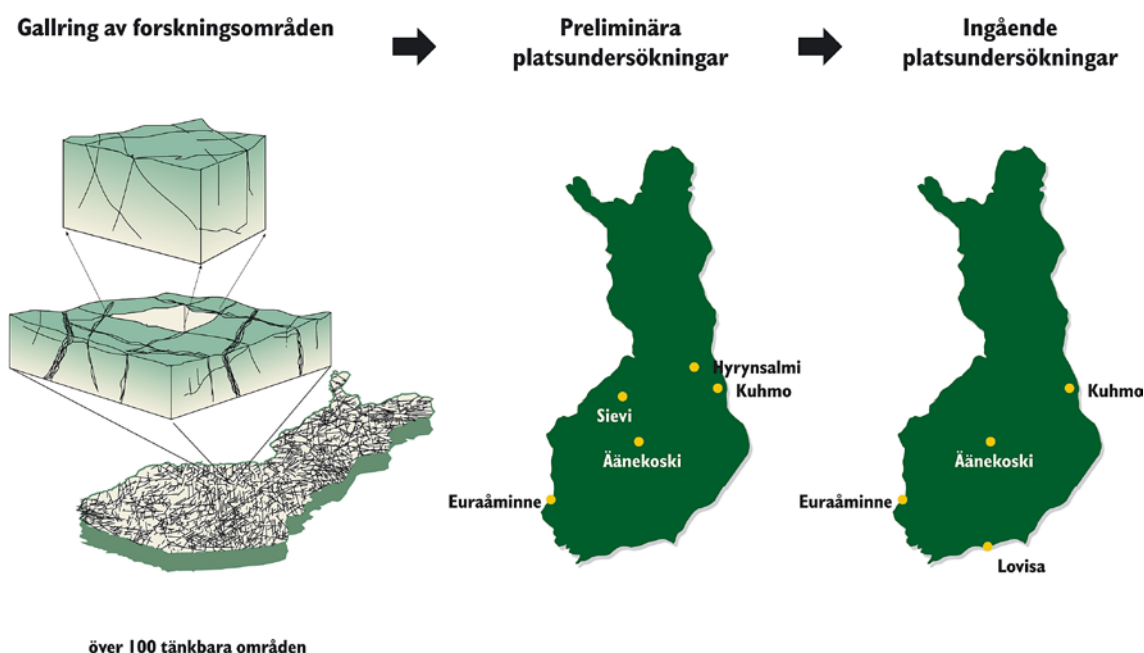 Gallring av forskningsområden
Preliminära
platsundersökningar
Ingående
platsundersökningar
Hyrynsalmi
Kuhmo
Sievi
Äänekoski
Euraåminne
Kuhmo
Äänekoski
Euraåminne
Lovisa
över 100 tänkbara områden